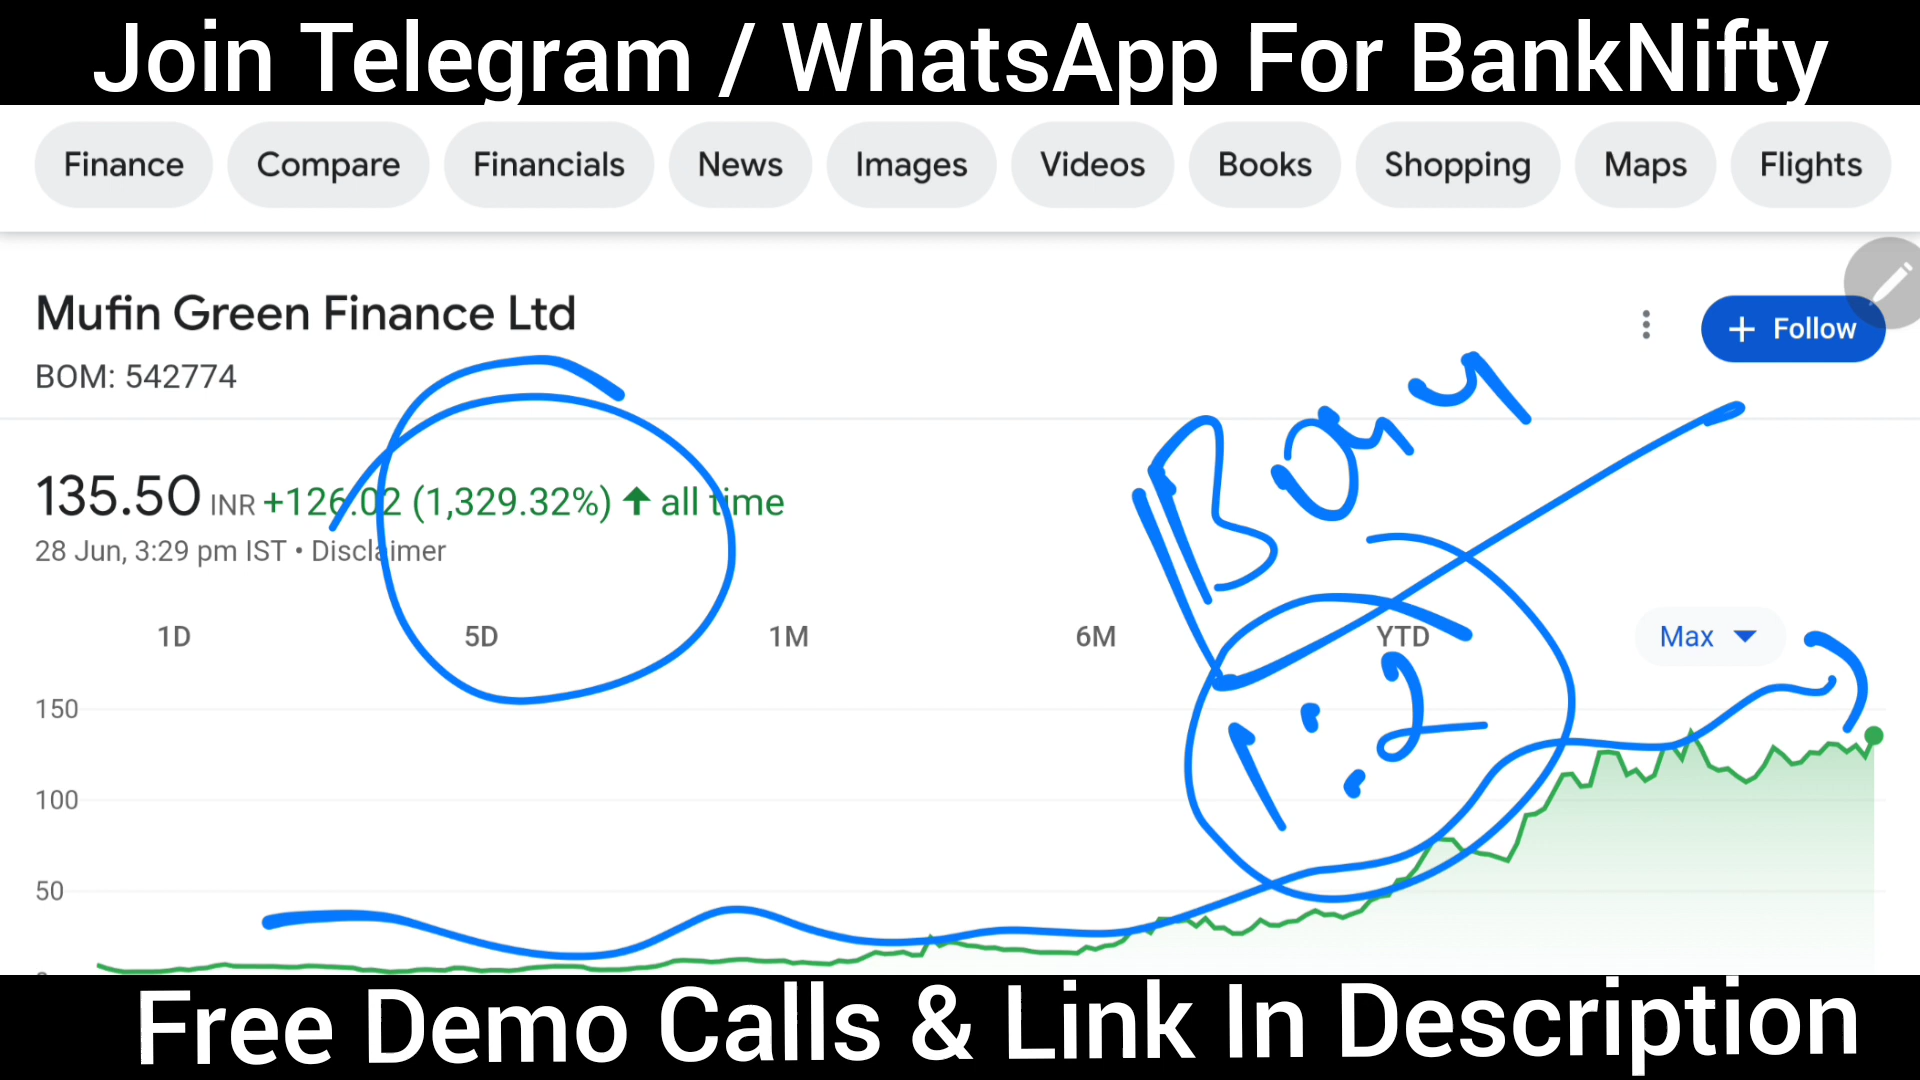 Join Telegram / WhatsApp For BankNifty
Finance Compare Financials News Images Videos Books Shopping Maps Flights
Mufin Green Finance Ltd
+ Follow
BOM: 542774
135.50 INR +126.02 (1,329.32%) ↑ all time
28 Jun, 3:29 pm IST • Disclaimer
1D 5D 1M 6M YTD Max
1:2
150
100
50
Free Demo Calls & Link In Description